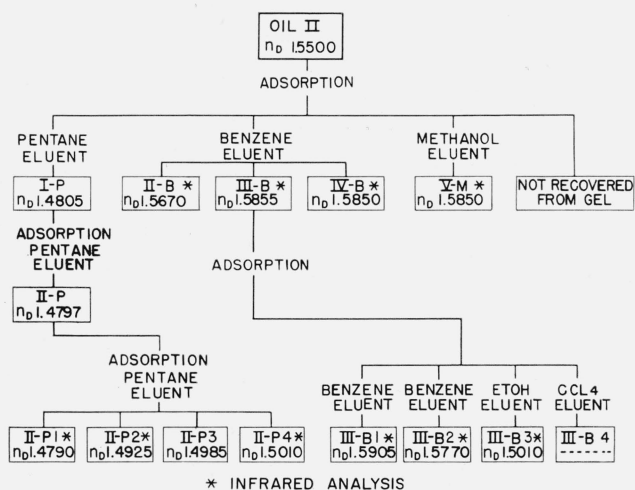 OIL II
nD 1.5500
ADSORPTION
PENTANE ELUENT
BENZENE ELUENT
METHANOL ELUENT
I-P
nD 1.4805
II-B *
nD 1.5670
III-B *
nD 1.5855
IV-B *
nD 1.5850
V-M *
nD 1.5850
NOT RECOVERED
FROM GEL
ADSORPTION
PENTANE
ELUENT
ADSORPTION
II-P
nD 1.4797
ADSORPTION
PENTANE
ELUENT
BENZENE ELUENT
BENZENE ELUENT
ETOH ELUENT
CCL4 ELUENT
II-P1*
nD 1.4790
II-P2*
nD 1.4925
II-P3
nD 1.4985
II-P4*
nD 1.5010
III-B1*
nD 1.5905
III-B2*
nD 1.5770
III-B3*
nD 1.5010
III-B 4
-------
* INFRARED ANALYSIS